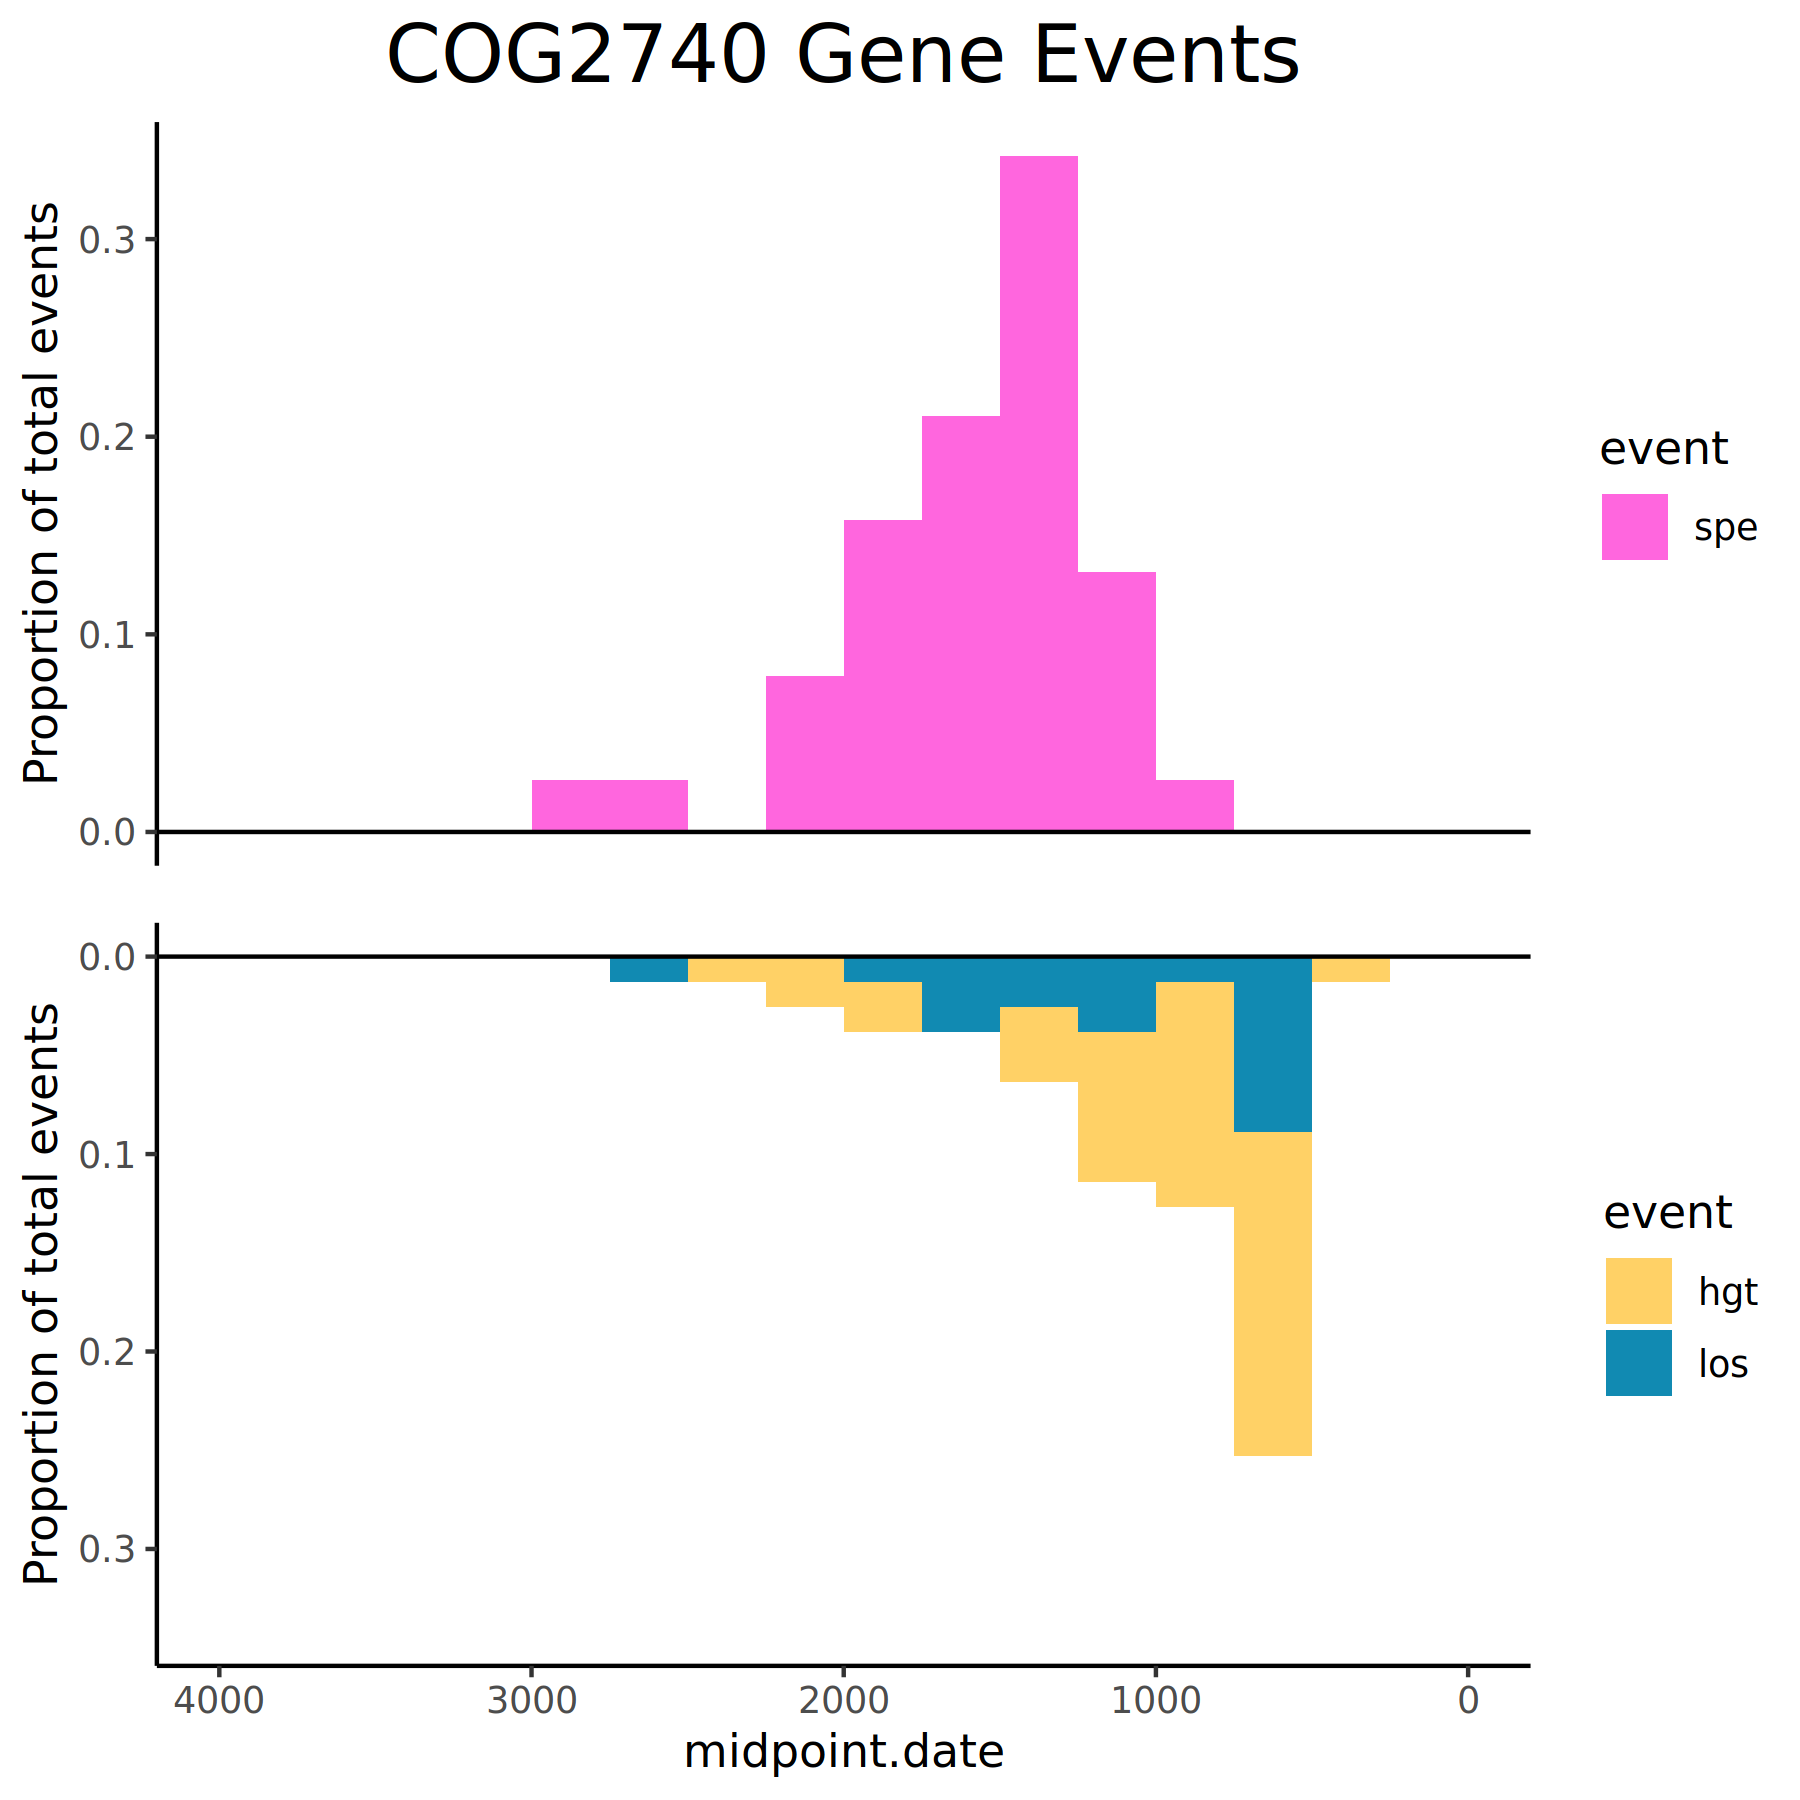 COG2740 Gene Events
Proportion of total events
0.3
0.2
0.1
0.0
event
spe
Proportion of total events
0.0
0.1
0.2
0.3
event
hgt
los
4000 3000 2000 1000 0
midpoint.date